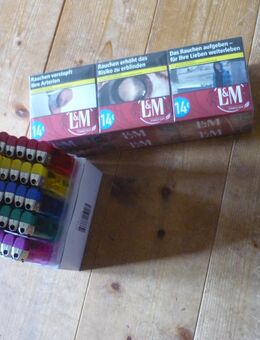 Rauchen verstopft
Ihre Arterien
Rauchen erhöht das
Risiko zu erblinden
Das Aufgeben –
für Ihre Lieben weiterleben
14€
L&M
14€
L&M
14€
L&M
L&M
L&M